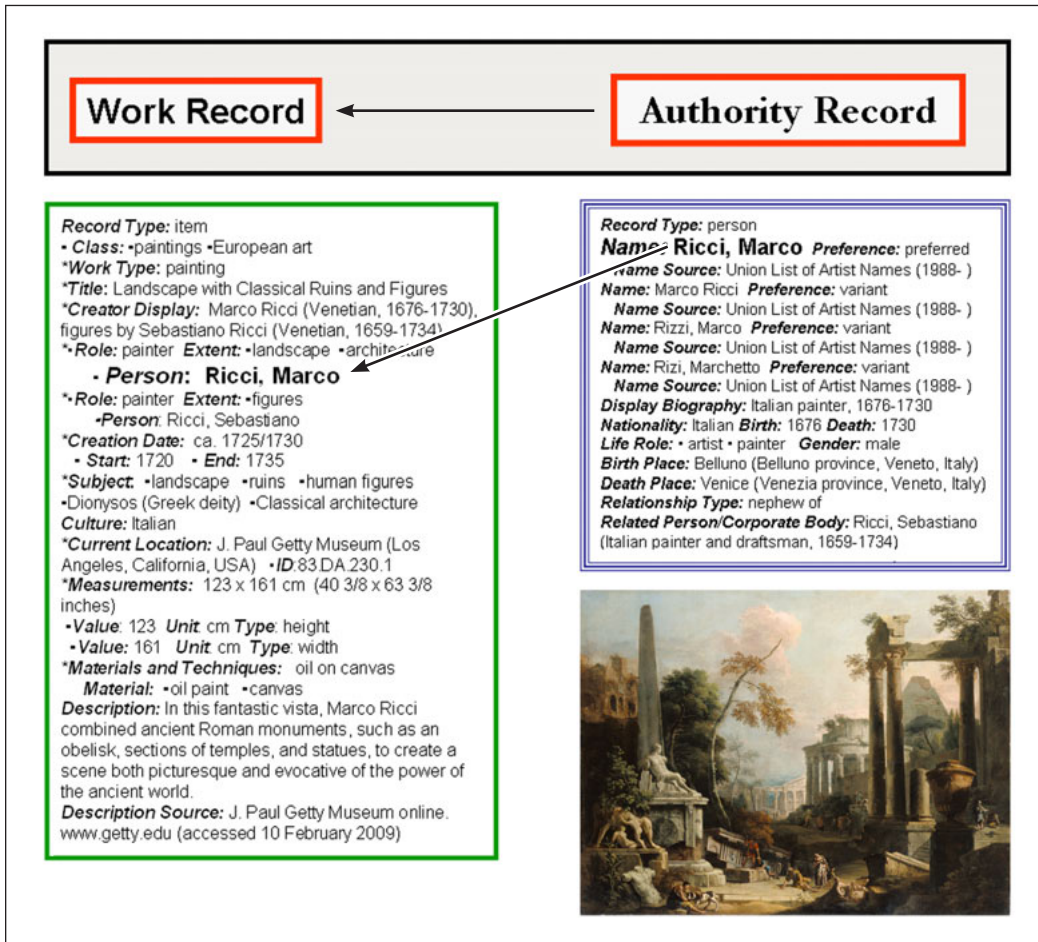 Work Record
Authority Record
Record Type: item
▪ Class: ▪paintings ▪European art
*Work Type: painting
*Title: Landscape with Classical Ruins and Figures
*Creator Display: Marco Ricci (Venetian, 1676-1730),
figures by Sebastiano Ricci (Venetian, 1659-1734)
*▪Role: painter Extent: ▪landscape ▪architecture
▪ Person: Ricci, Marco
*▪Role: painter Extent: ▪figures
▪Person: Ricci, Sebastiano
*Creation Date: ca. 1725/1730
▪ Start: 1720 ▪ End: 1735
*Subject: ▪landscape ▪ruins ▪human figures
▪Dionysos (Greek deity) ▪Classical architecture
Culture: Italian
*Current Location: J. Paul Getty Museum (Los
Angeles, California, USA) ▪ID:83.DA.230.1
*Measurements: 123 x 161 cm (40 3/8 x 63 3/8
inches)
▪Value: 123 Unit: cm Type: height
▪Value: 161 Unit: cm Type: width
*Materials and Techniques: oil on canvas
Material: ▪oil paint ▪canvas
Description: In this fantastic vista, Marco Ricci
combined ancient Roman monuments, such as an
obelisk, sections of temples, and statues, to create a
scene both picturesque and evocative of the power of
the ancient world.
Description Source: J. Paul Getty Museum online.
www.getty.edu (accessed 10 February 2009)
Record Type: person
Name: Ricci, Marco Preference: preferred
Name Source: Union List of Artist Names (1988- )
Name: Marco Ricci Preference: variant
Name Source: Union List of Artist Names (1988- )
Name: Rizzi, Marco Preference: variant
Name Source: Union List of Artist Names (1988- )
Name: Rizi, Marchetto Preference: variant
Name Source: Union List of Artist Names (1988- )
Display Biography: Italian painter, 1676-1730
Nationality: Italian Birth: 1676 Death: 1730
Life Role: ▪ artist ▪ painter Gender: male
Birth Place: Belluno (Belluno province, Veneto, Italy)
Death Place: Venice (Venezia province, Veneto, Italy)
Relationship Type: nephew of
Related Person/Corporate Body: Ricci, Sebastiano
(Italian painter and draftsman, 1659-1734)